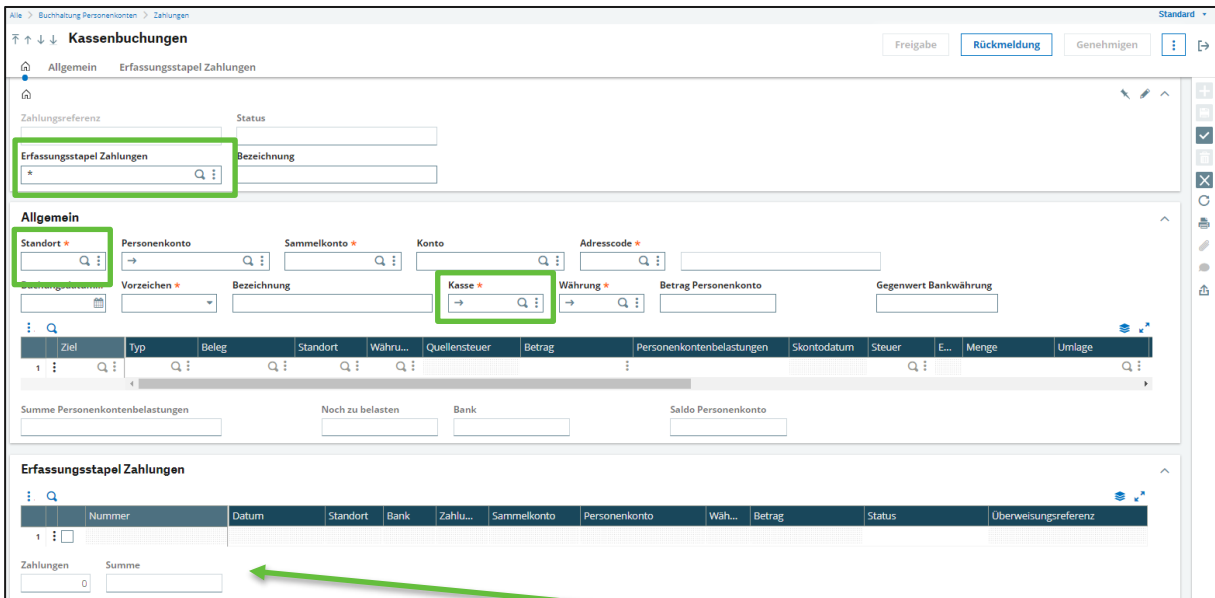 Alle > Buchhaltung Personenkonten > Zahlungen Standard
Kassenbuchungen Freigabe Rückmeldung Genehmigen
Allgemein Erfassungsstapel Zahlungen
Zahlungsreferenz Status
Erfassungsstapel Zahlungen Bezeichnung
*
Allgemein
Standort * Personenkonto Sammelkonto * Konto Adresscode *
Buchungsdatum... Vorzeichen * Bezeichnung Kasse * Währung * Betrag Personenkonto Gegenwert Bankwährung
Ziel Typ Beleg Standort Währu... Quellensteuer Betrag Personenkontenbelastungen Skontodatum Steuer E... Menge Umlage
1
Summe Personenkontenbelastungen Noch zu belasten Bank Saldo Personenkonto
Erfassungsstapel Zahlungen
Nummer Datum Standort Bank Zahlu... Sammelkonto Personenkonto Wäh... Betrag Status Überweisungsreferenz
1
Zahlungen Summe
0